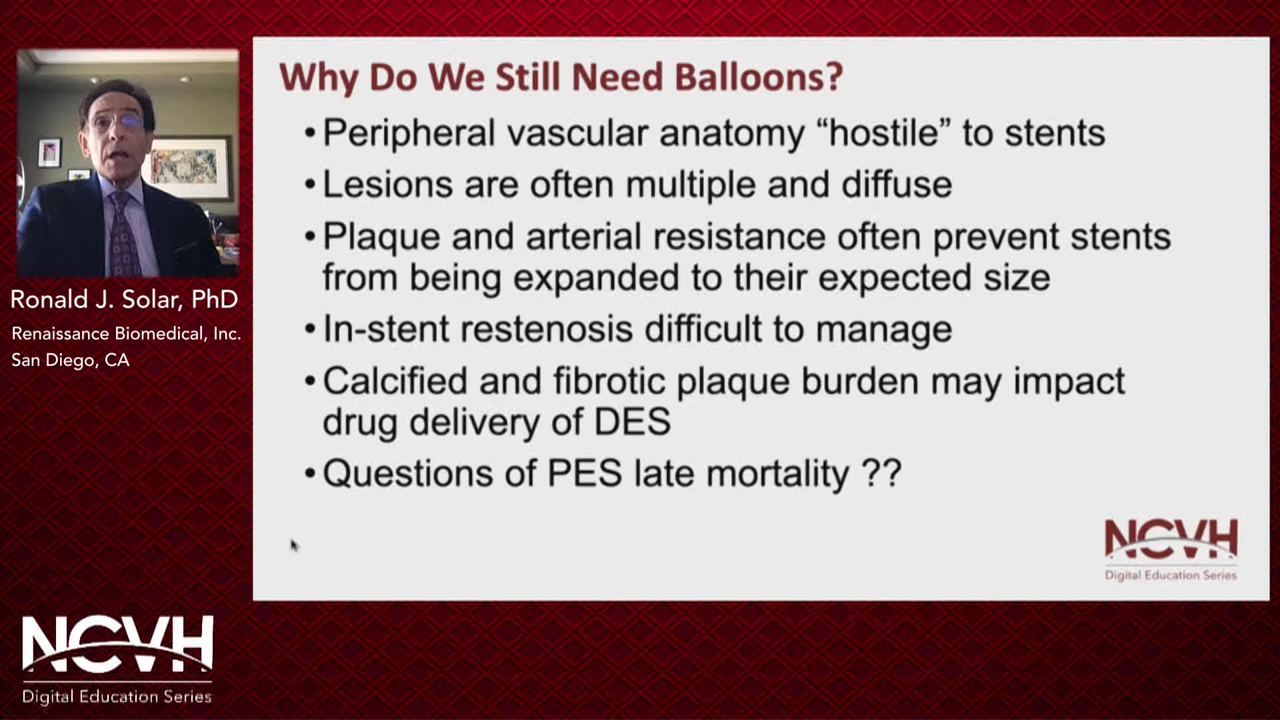 Why Do We Still Need Balloons?
• Peripheral vascular anatomy “hostile” to stents
• Lesions are often multiple and diffuse
• Plaque and arterial resistance often prevent stents
from being expanded to their expected size
• In-stent restenosis difficult to manage
• Calcified and fibrotic plaque burden may impact
drug delivery of DES
• Questions of PES late mortality ??
NCVH
Digital Education Series
Ronald J. Solar, PhD
Renaissance Biomedical, Inc.
San Diego, CA
NCVH
Digital Education Series